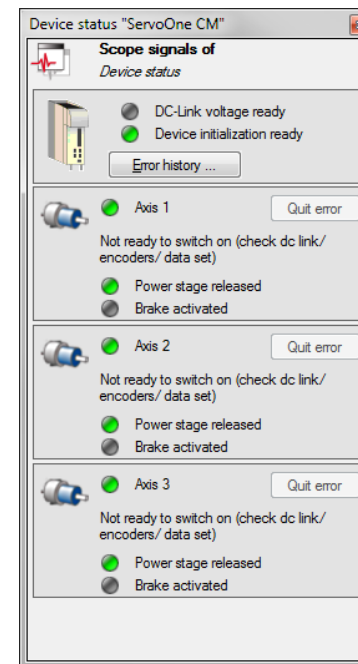 Device status "ServoOne CM"
Scope signals of
Device status
DC-Link voltage ready
Device initialization ready
Error history ...
Axis 1
Quit error
Not ready to switch on (check dc link/
encoders/ data set)
Power stage released
Brake activated
Axis 2
Quit error
Not ready to switch on (check dc link/
encoders/ data set)
Power stage released
Brake activated
Axis 3
Quit error
Not ready to switch on (check dc link/
encoders/ data set)
Power stage released
Brake activated